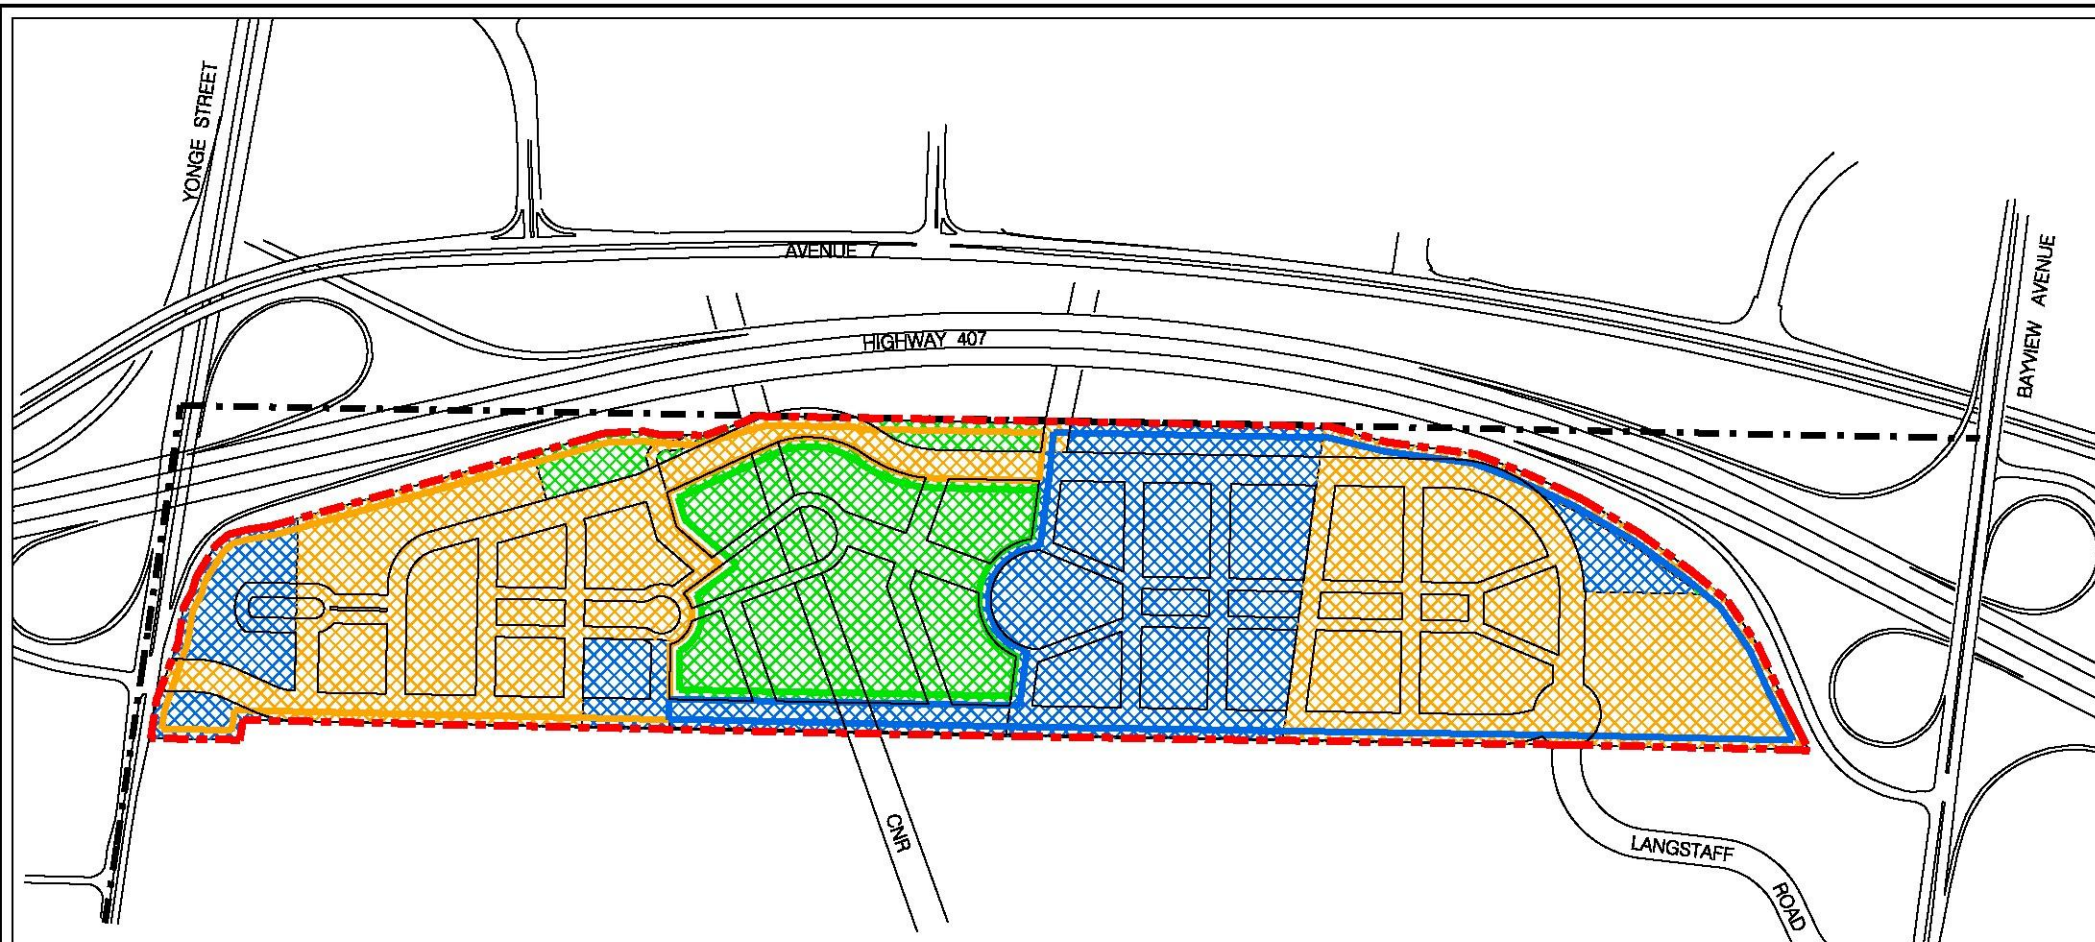 YONGE STREET
AVENUE 7
BAYVIEW AVENUE
HIGHWAY 407
CNR
LANGSTAFF
ROAD